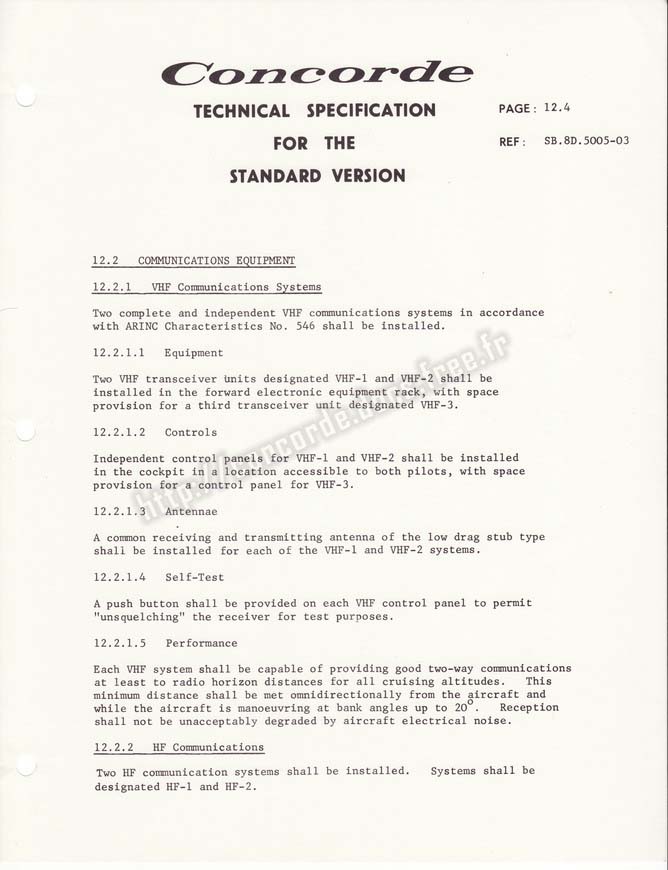 Concorde
TECHNICAL SPECIFICATION
FOR THE
STANDARD VERSION
PAGE: 12.4
REF: SB.8D.5005-03
12.2 COMMUNICATIONS EQUIPMENT
12.2.1 VHF Communications Systems
Two complete and independent VHF communications systems in accordance
with ARINC Characteristics No. 546 shall be installed.
12.2.1.1 Equipment
Two VHF transceiver units designated VHF-1 and VHF-2 shall be
installed in the forward electronic equipment rack, with space
provision for a third transceiver unit designated VHF-3.
12.2.1.2 Controls
Independent control panels for VHF-1 and VHF-2 shall be installed
in the cockpit in a location accessible to both pilots, with space
provision for a control panel for VHF-3.
12.2.1.3 Antennae
A common receiving and transmitting antenna of the low drag stub type
shall be installed for each of the VHF-1 and VHF-2 systems.
12.2.1.4 Self-Test
A push button shall be provided on each VHF control panel to permit
"unsquelching" the receiver for test purposes.
12.2.1.5 Performance
Each VHF system shall be capable of providing good two-way communications
at least to radio horizon distances for all cruising altitudes. This
minimum distance shall be met omnidirectionally from the aircraft and
while the aircraft is manoeuvring at bank angles up to 20°. Reception
shall not be unacceptably degraded by aircraft electrical noise.
12.2.2 HF Communications
Two HF communication systems shall be installed. Systems shall be
designated HF-1 and HF-2.